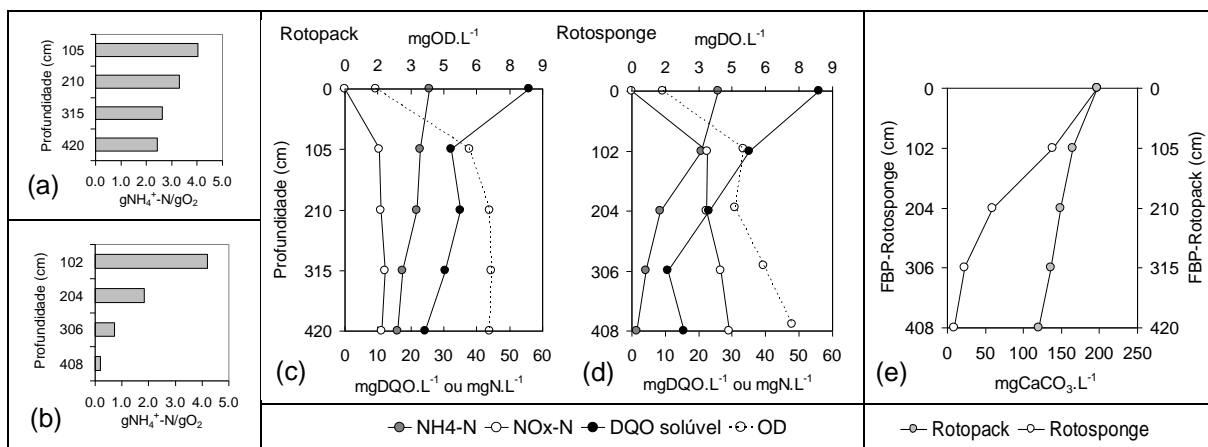 Profundidade (cm)
105
210
315
420
0.0 1.0 2.0 3.0 4.0 5.0
gNH₄⁺-N/gO₂
(a)
Profundidade (cm)
102
204
306
408
0.0 1.0 2.0 3.0 4.0 5.0
gNH₄⁺-N/gO₂
(b)
Rotopack
mgOD.L⁻¹
0 2 3 5 6 8 9
Profundidade (cm)
0
105
210
315
420
0 10 20 30 40 50 60
mgDQO.L⁻¹ ou mgN.L⁻¹
(c)
Rotosponge
mgDO.L⁻¹
0 2 3 5 6 8 9
0
102
204
306
408
0 10 20 30 40 50 60
mgDQO.L⁻¹ ou mgN.L⁻¹
(d)
NH4-N NOx-N DQO solúvel OD
FBP-Rotosponge (cm)
0
102
204
306
408
FBP-Rotopack (cm)
0
105
210
315
420
0 50 100 150 200 250
mgCaCO₃.L⁻¹
(e)
Rotopack Rotosponge